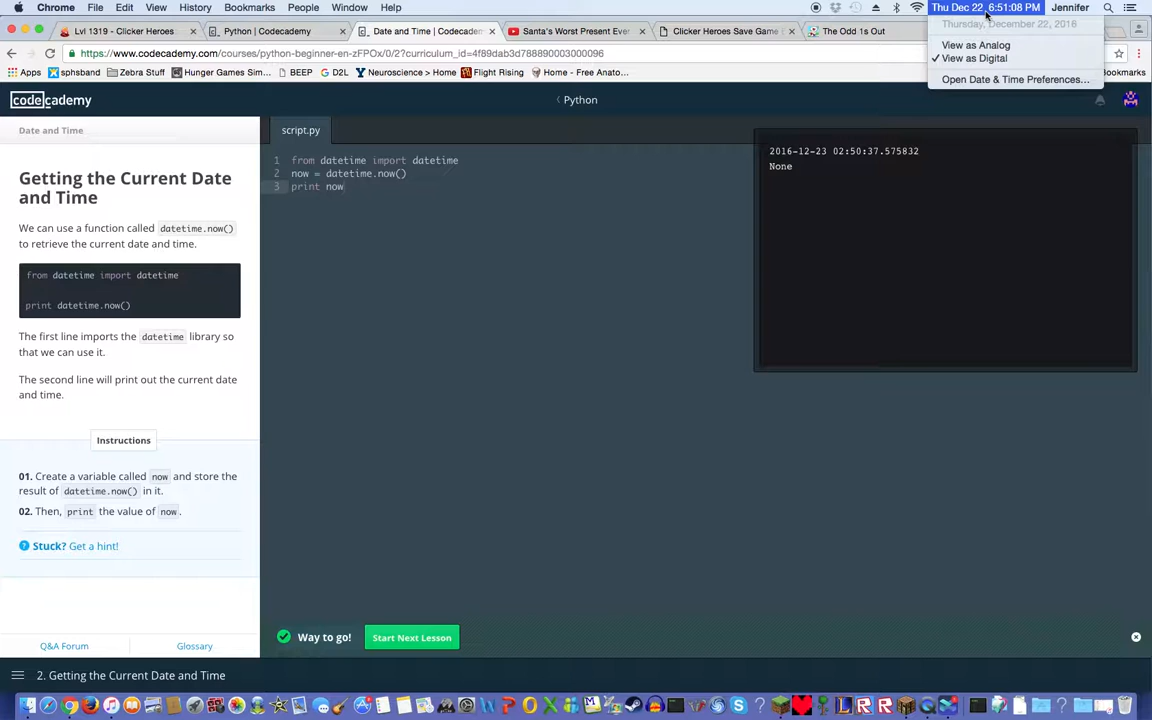 Chrome File Edit View History Bookmarks People Window Help Thu Dec 22 6:51:08 PM Jennifer
Thursday, December 22, 2016
View as Analog
✓ View as Digital
Open Date & Time Preferences...
Lvl 1319 - Clicker Heroes × Python | Codecademy × Date and Time | Codecadem × Santa's Worst Present Ever × Clicker Heroes Save Game × The Odd 1s Out
https://www.codecademy.com/courses/python-beginner-en-zFPOx/0/2?curriculum_id=4f89dab3d788890003000096
Apps sphsband Zebra Stuff Hunger Games Sim... BEEP D2L Neuroscience > Home Flight Rising Home - Free Anato... Bookmarks
codecademy
Python
Date and Time
script.py
Getting the Current Date
and Time
We can use a function called datetime.now()
to retrieve the current date and time.
from datetime import datetime
print datetime.now()
The first line imports the datetime library so
that we can use it.
The second line will print out the current date
and time.
Instructions
01. Create a variable called now and store the
result of datetime.now() in it.
02. Then, print the value of now.
? Stuck? Get a hint!
Q&A Forum Glossary
1 from datetime import datetime
2 now = datetime.now()
3 print now
2016-12-23 02:50:37.575832
None
Way to go! Start Next Lesson
2. Getting the Current Date and Time